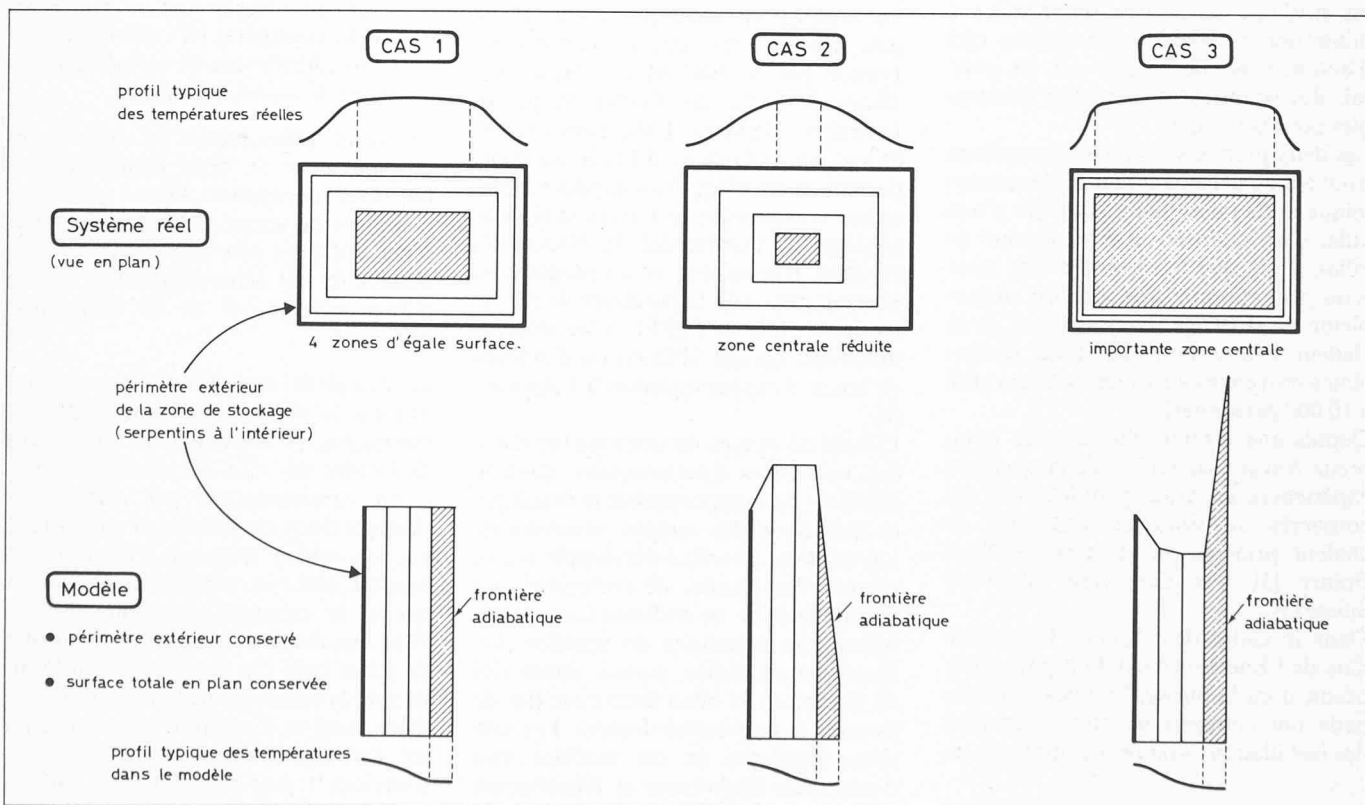 CAS 1
CAS 2
CAS 3
profil typique
des températures réelles
Système réel
(vue en plan)
4 zones d'égale surface.
zone centrale réduite
importante zone centrale
périmètre extérieur
de la zone de stockage
(serpentins à l'intérieur)
Modèle
● périmètre extérieur conservé
● surface totale en plan conservée
frontière
adiabatique
frontière
adiabatique
frontière
adiabatique
profil typique des températures
dans le modèle